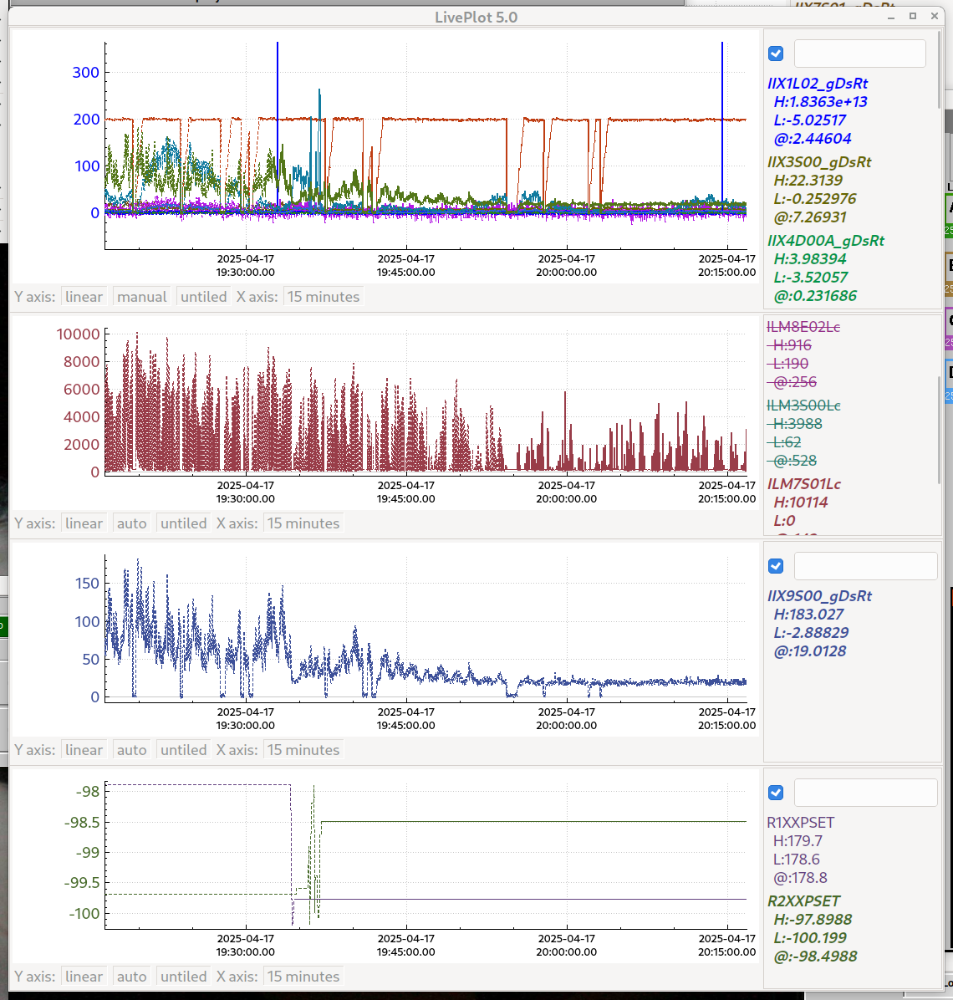 LivePlot 5.0
300
200
100
0
2025-04-17 2025-04-17 2025-04-17 2025-04-17
19:30:00.00 19:45:00.00 20:00:00.00 20:15:00.00
Y axis: linear manual untiled X axis: 15 minutes
IIX1L02_gDsRt
H:1.8363e+13
L:-5.02517
@:2.44604
IIX3S00_gDsRt
H:22.3139
L:-0.252976
@:7.26931
IIX4D00A_gDsRt
H:3.98394
L:-3.52057
@:0.231686
10000
8000
6000
4000
2000
0
2025-04-17 2025-04-17 2025-04-17 2025-04-17
19:30:00.00 19:45:00.00 20:00:00.00 20:15:00.00
Y axis: linear auto untiled X axis: 15 minutes
ILM8E02Lc
H:916
L:190
@:256
ILM3S00Lc
H:3988
L:62
@:528
ILM7S01Lc
H:10114
L:0
150
100
50
0
2025-04-17 2025-04-17 2025-04-17 2025-04-17
19:30:00.00 19:45:00.00 20:00:00.00 20:15:00.00
Y axis: linear auto untiled X axis: 15 minutes
IIX9S00_gDsRt
H:183.027
L:-2.88829
@:19.0128
-98
-98.5
-99
-99.5
-100
2025-04-17 2025-04-17 2025-04-17 2025-04-17
19:30:00.00 19:45:00.00 20:00:00.00 20:15:00.00
Y axis: linear auto untiled X axis: 15 minutes
R1XXPSET
H:179.7
L:178.6
@:178.8
R2XXPSET
H:-97.8988
L:-100.199
@:-98.4988